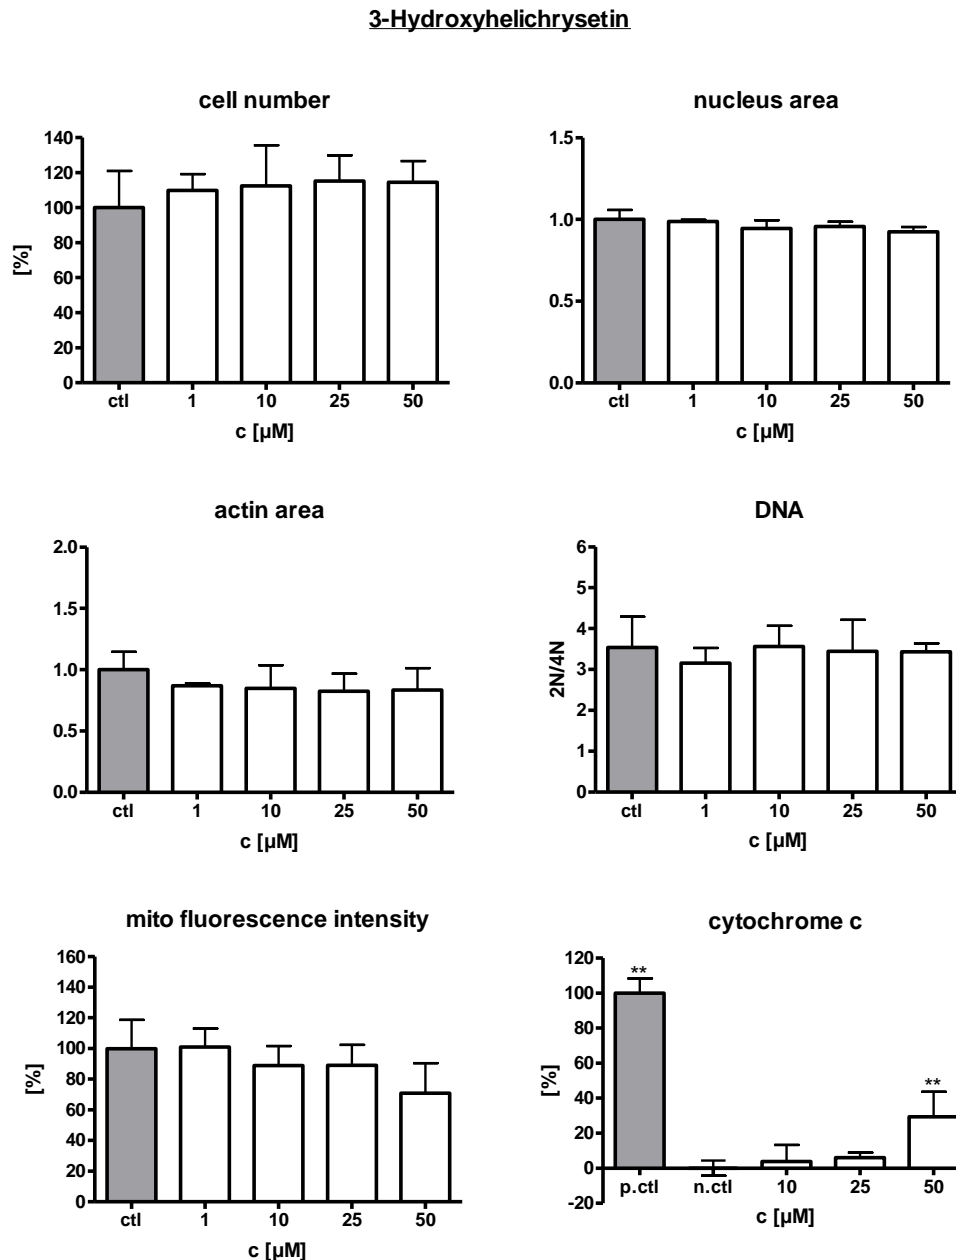 3-Hydroxyhelichrysetin
cell number
140
120
100
80
60
40
20
0
[%]
ctl 1 10 25 50
c [µM]
nucleus area
1.5
1.0
0.5
0.0
ctl 1 10 25 50
c [µM]
actin area
2.0
1.5
1.0
0.5
0.0
ctl 1 10 25 50
c [µM]
DNA
6
5
4
3
2
1
0
2N/4N
ctl 1 10 25 50
c [µM]
mito fluorescence intensity
160
140
120
100
80
60
40
20
0
[%]
ctl 1 10 25 50
c [µM]
cytochrome c
120
100
80
60
40
20
0
-20
[%]
**
**
p.ctl n.ctl 10 25 50
c [µM]